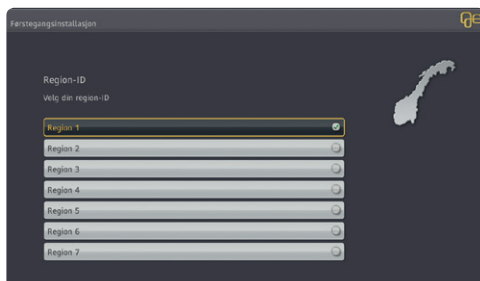 Førstegangsinstallasjon
Region-ID
Velg din region-ID
Region 1
Region 2
Region 3
Region 4
Region 5
Region 6
Region 7